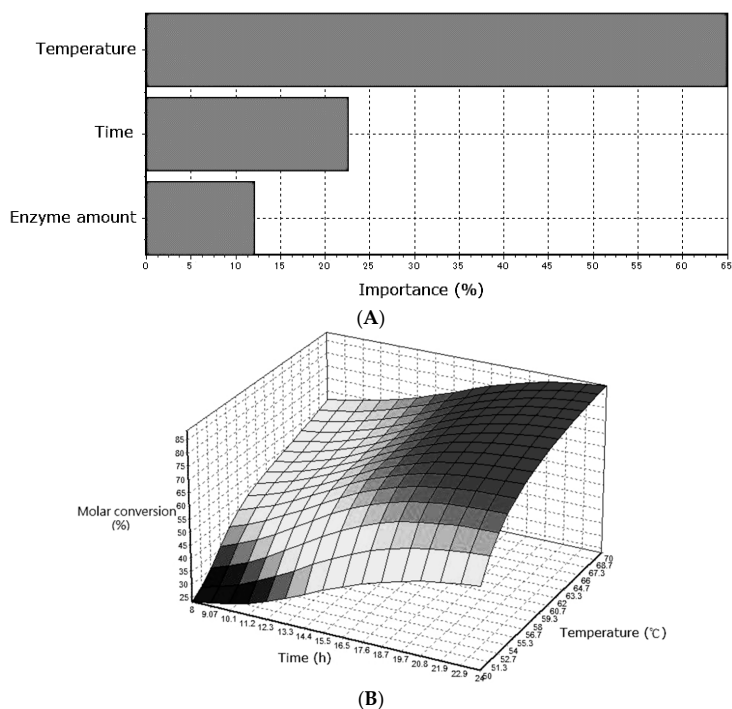 Temperature
Time
Enzyme amount
0 5 10 15 20 25 30 35 40 45 50 55 60 65
Importance (%)
(A)
85
80
75
70
65
60
55
50
45
40
35
30
25
Molar conversion
(%)
8 9.07 10.1 11.2 12.3 13.3 14.4 15.5 16.5 17.6 18.7 19.7 20.8 21.9 22.9 24
Time (h)
70
68.7
67.3
66
64.7
63.3
62
60.7
59.3
58
56.7
55.3
54
52.7
51.3
50
Temperature (℃)
(B)